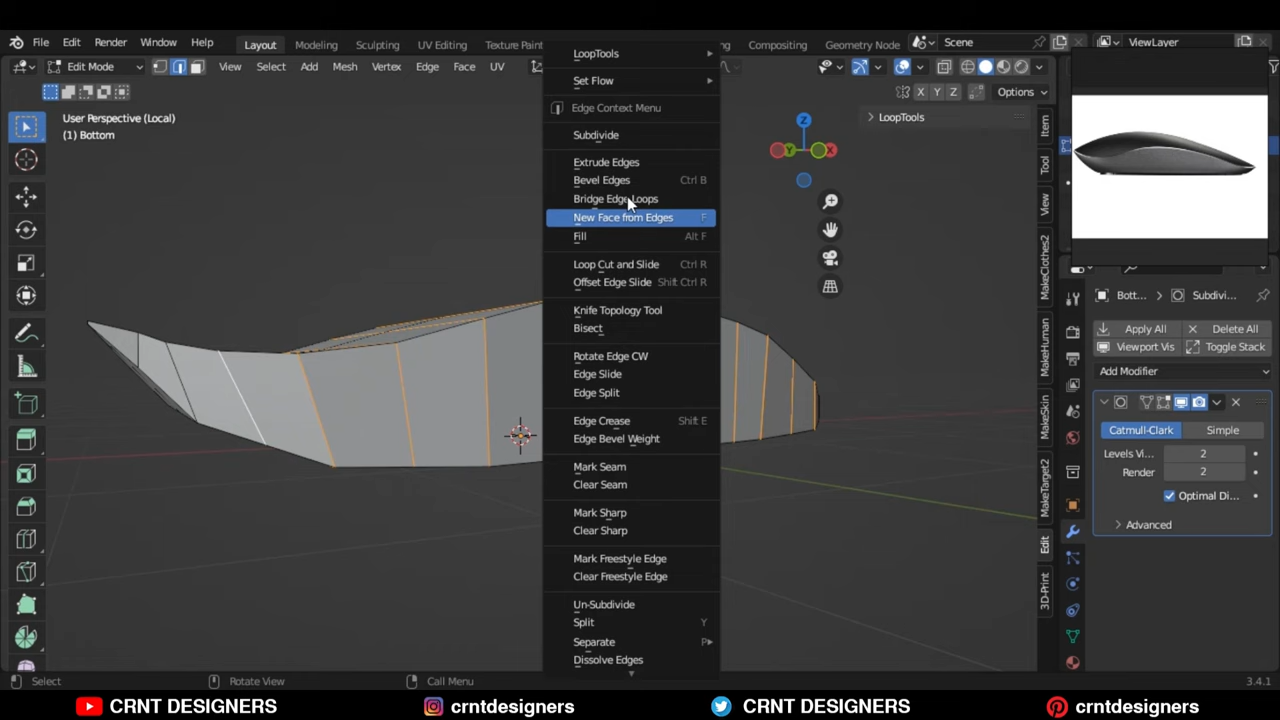 File Edit Render Window Help Layout Modeling Sculpting UV Editing Texture Paint Compositing Geometry Node Scene ViewLayer
Edit Mode View Select Add Mesh Vertex Edge Face UV
X Y Z Options
User Perspective (Local)
(1) Bottom
LoopTools
Item
Tool
View
MakeClothes2
MakeHuman
MakeSkin
MakeTarget2
Edit
3D-Print
LoopTools
Set Flow
Edge Context Menu
Subdivide
Extrude Edges
Bevel Edges Ctrl B
Bridge Edge Loops
New Face from Edges F
Fill Alt F
Loop Cut and Slide Ctrl R
Offset Edge Slide Shift Ctrl R
Knife Topology Tool
Bisect
Rotate Edge CW
Edge Slide
Edge Split
Edge Crease Shift E
Edge Bevel Weight
Mark Seam
Clear Seam
Mark Sharp
Clear Sharp
Mark Freestyle Edge
Clear Freestyle Edge
Un-Subdivide
Split Y
Separate P
Dissolve Edges
Z
Y X
Bott... Subdivi...
Apply All Delete All
Viewport Vis Toggle Stack
Add Modifier
Catmull-Clark Simple
Levels Vi... 2
Render 2
Optimal Di...
Advanced
Select Rotate View Call Menu 3.4.1
CRNT DESIGNERS crntdesigners CRNT DESIGNERS crntdesigners